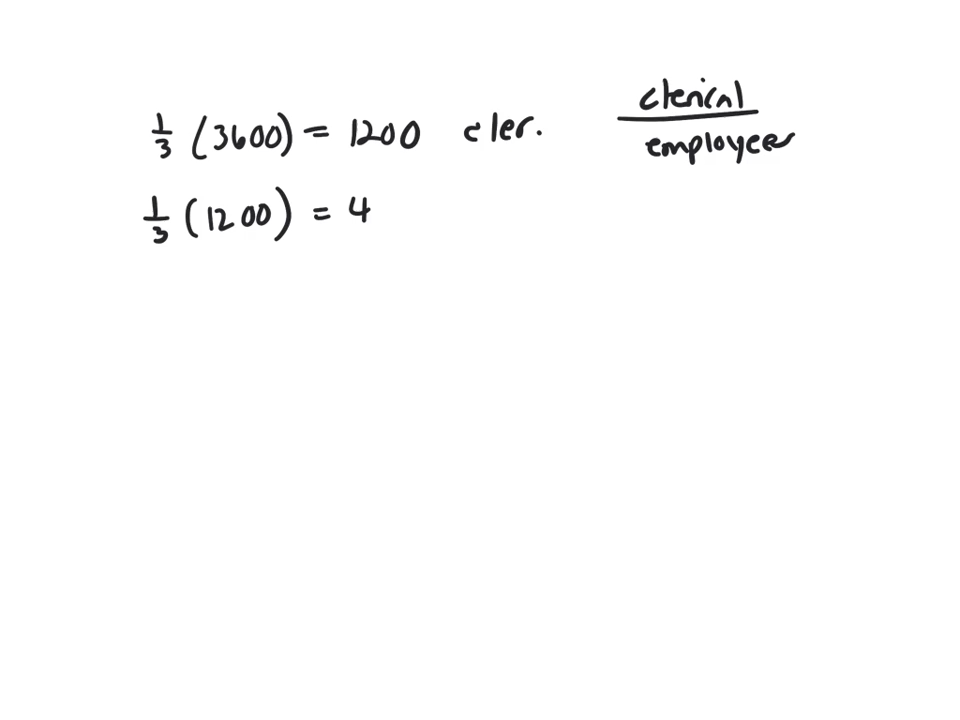 1/3 (3600) = 1200 cler.
clerical
employees
1/3 (1200) = 4